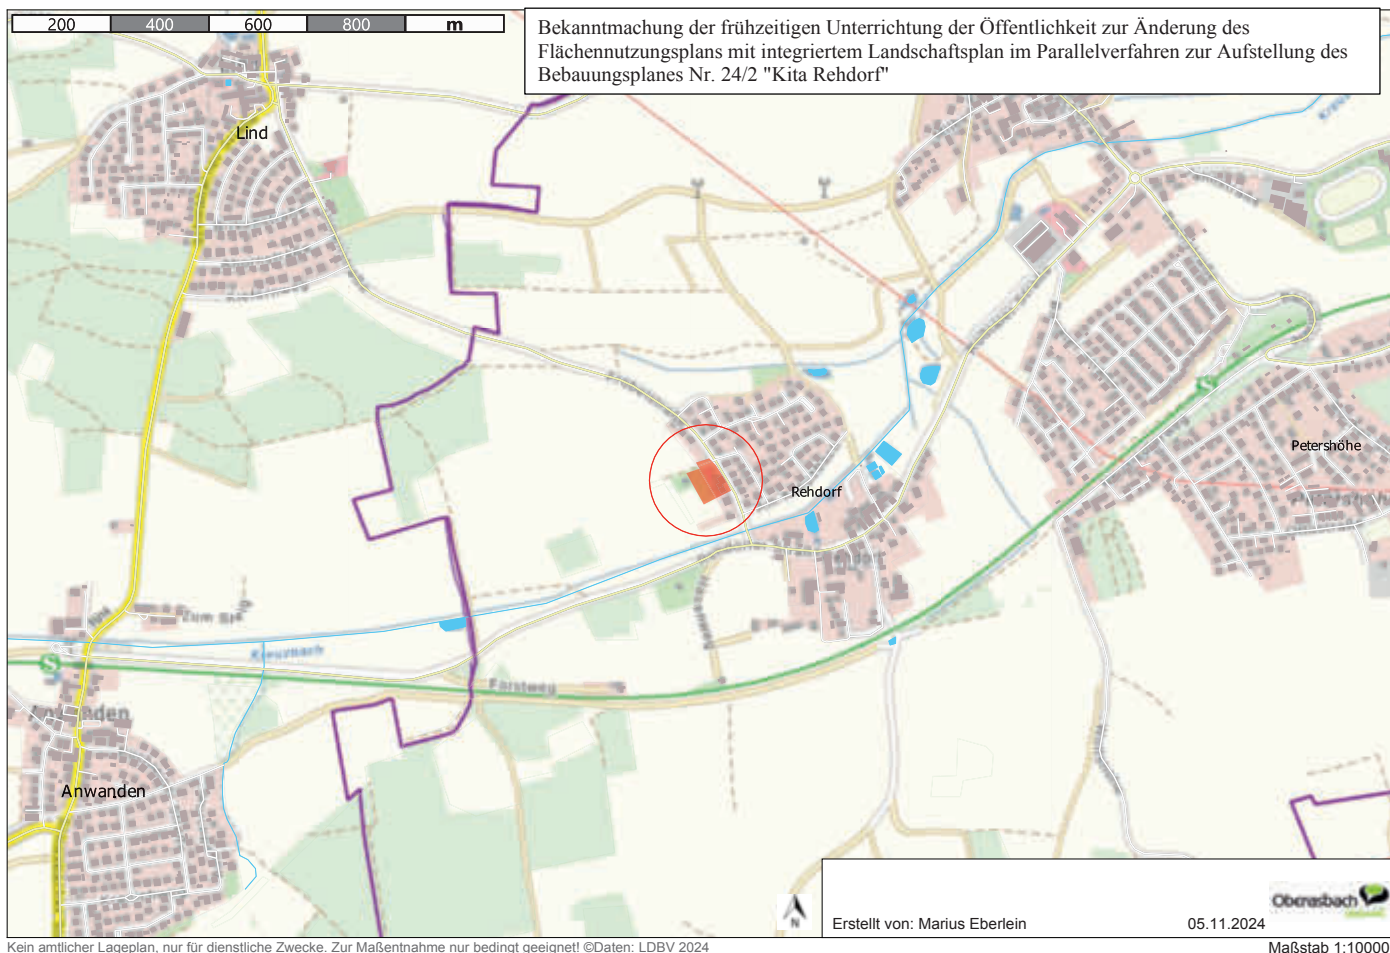 200 400 600 800 m
Bekanntmachung der frühzeitigen Unterrichtung der Öffentlichkeit zur Änderung des
Flächennutzungsplans mit integriertem Landschaftsplan im Parallelverfahren zur Aufstellung des
Bebauungsplanes Nr. 24/2 "Kita Rehdorf"
Lind
Petershöhe
Rehdorf
S
Zum Steg
Kreuzbach
S
Forstweg
Anwanden
Anwanden
N
Oberasbach
Erstellt von: Marius Eberlein 05.11.2024
Kein amtlicher Lageplan, nur für dienstliche Zwecke. Zur Maßentnahme nur bedingt geeignet! ©Daten: LDBV 2024
Maßstab 1:10000